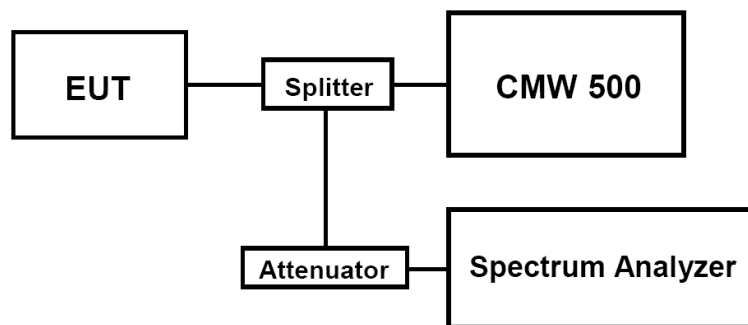 EUT
Splitter
CMW 500
Attenuator
Spectrum Analyzer